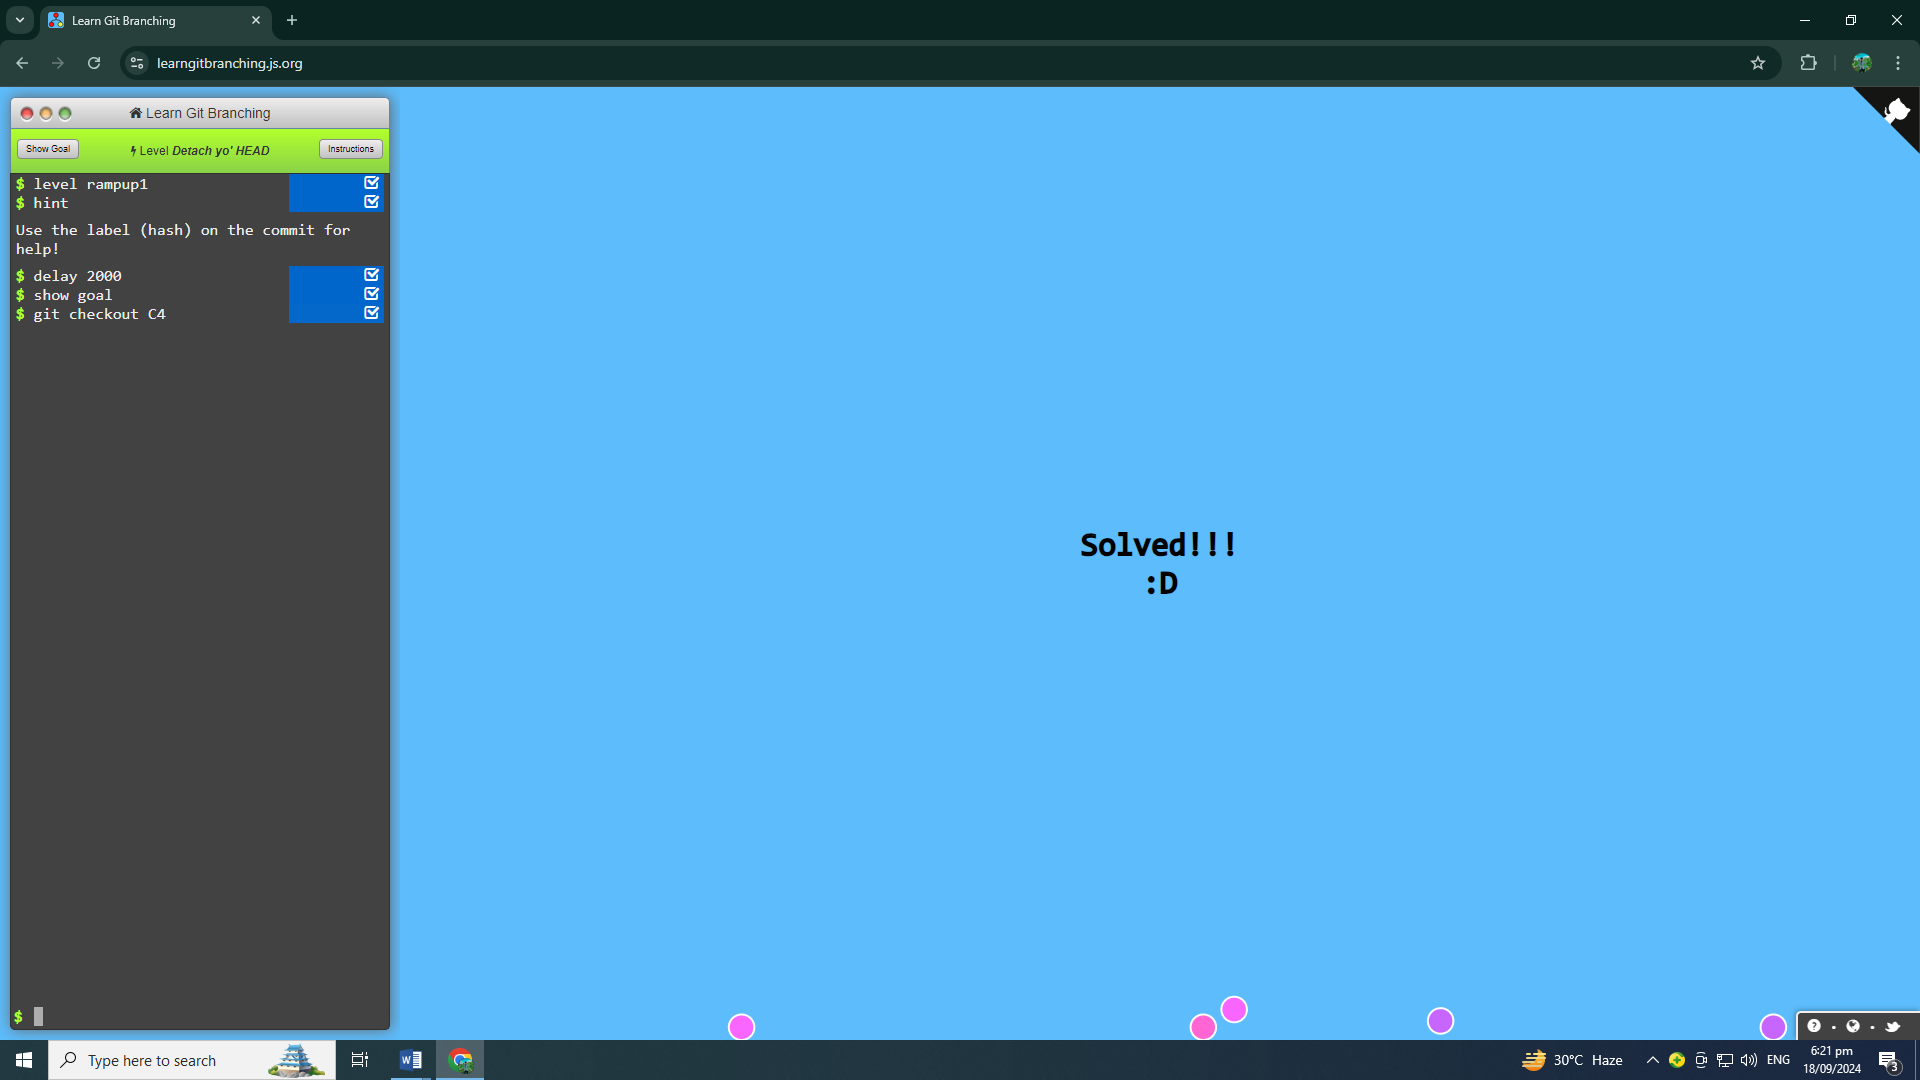 Learn Git Branching
learngitbranching.js.org
Learn Git Branching
Show Goal
Level Detach yo' HEAD
Instructions
$ level rampup1
$ hint
Use the label (hash) on the commit for
help!
$ delay 2000
$ show goal
$ git checkout C4
Solved!!!
:D
$
Type here to search
30°C Haze
ENG
6:21 pm
18/09/2024
3